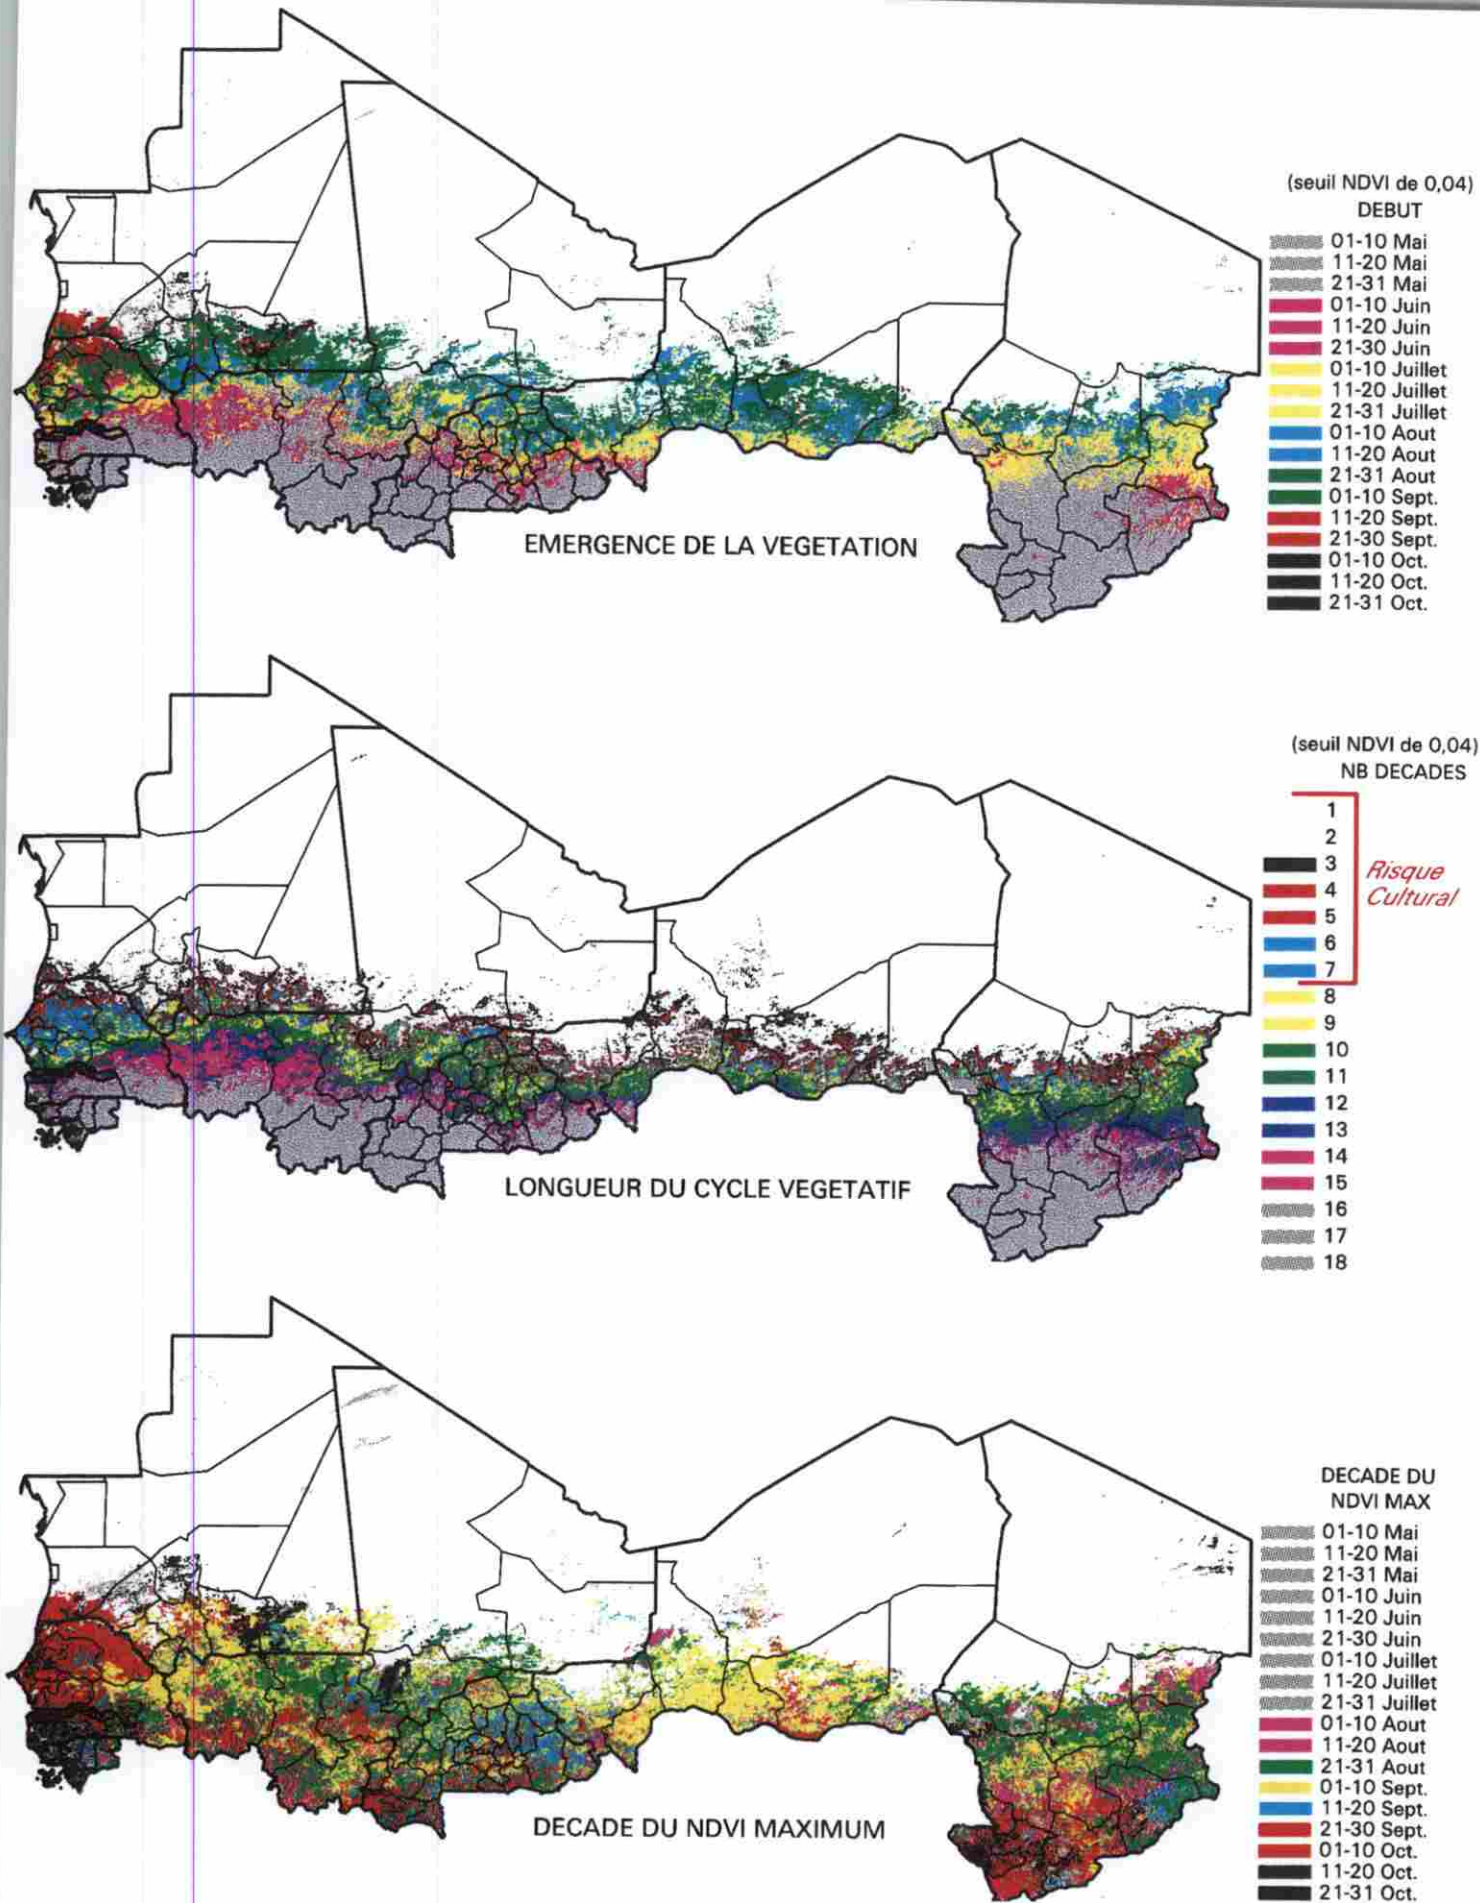 (seuil NDVI de 0,04)
DEBUT
01-10 Mai
11-20 Mai
21-31 Mai
01-10 Juin
11-20 Juin
21-30 Juin
01-10 Juillet
11-20 Juillet
21-31 Juillet
01-10 Aout
11-20 Aout
21-31 Aout
01-10 Sept.
11-20 Sept.
21-30 Sept.
01-10 Oct.
11-20 Oct.
21-31 Oct.
EMERGENCE DE LA VEGETATION
(seuil NDVI de 0,04)
NB DECADES
1
2
3
4
5
6
7
8
9
10
11
12
13
14
15
16
17
18
Risque
Cultural
LONGUEUR DU CYCLE VEGETATIF
DECADE DU
NDVI MAX
01-10 Mai
11-20 Mai
21-31 Mai
01-10 Juin
11-20 Juin
21-30 Juin
01-10 Juillet
11-20 Juillet
21-31 Juillet
01-10 Aout
11-20 Aout
21-31 Aout
01-10 Sept.
11-20 Sept.
21-30 Sept.
01-10 Oct.
11-20 Oct.
21-31 Oct.
DECADE DU NDVI MAXIMUM